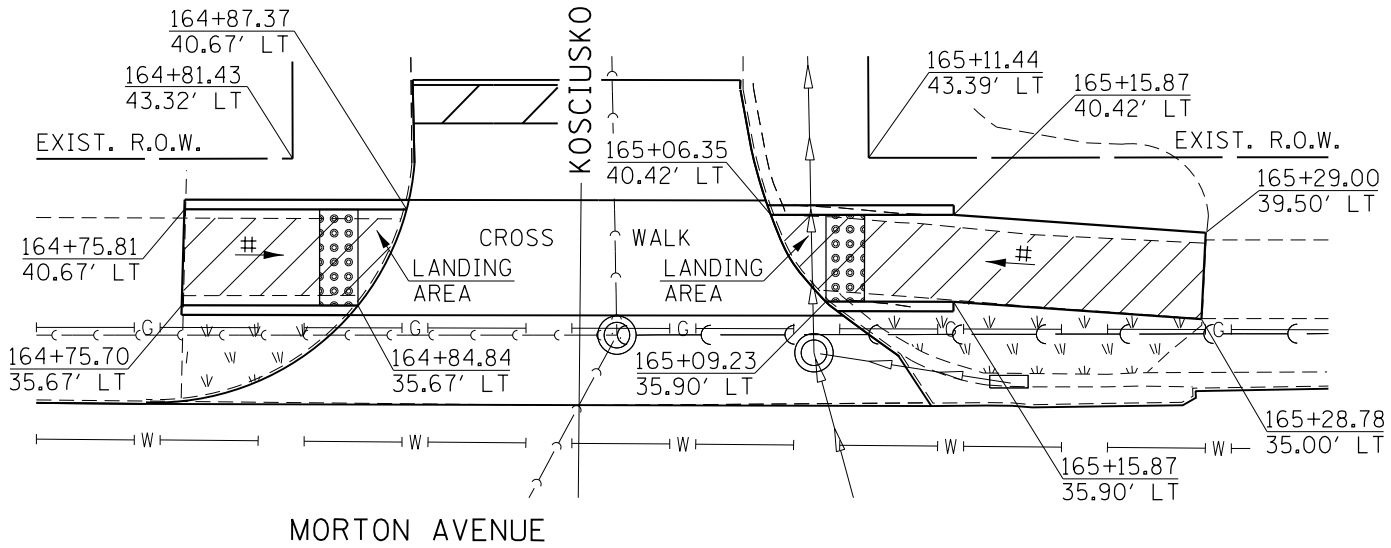 164+87.37
40.67' LT
164+81.43
43.32' LT
EXIST. R.O.W.
KOSCIUSKO
165+11.44
43.39' LT
165+15.87
40.42' LT
EXIST. R.O.W.
165+06.35
40.42' LT
165+29.00
39.50' LT
164+75.81
40.67' LT
#
CROSS WALK
#
LANDING
AREA
LANDING
AREA
G G G G G
164+75.70
35.67' LT
164+84.84
35.67' LT
165+09.23
35.90' LT
165+28.78
35.00' LT
165+15.87
35.90' LT
W W W W W
MORTON AVENUE